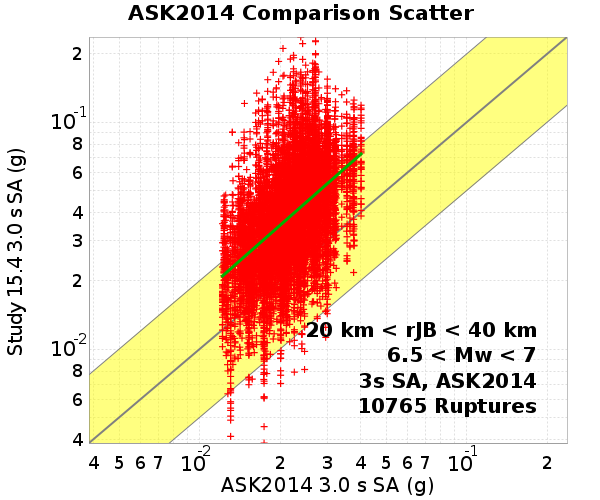 ASK2014 Comparison Scatter
Study 15.4 3.0 s SA (g)
2
10-1
8
6
4
3
2
10-2
8
6
4
20 km < rJB < 40 km
6.5 < Mw < 7
3s SA, ASK2014
10765 Ruptures
4 5 6 7 10-2 2 3 4 5 6 7 10-1 2
ASK2014 3.0 s SA (g)